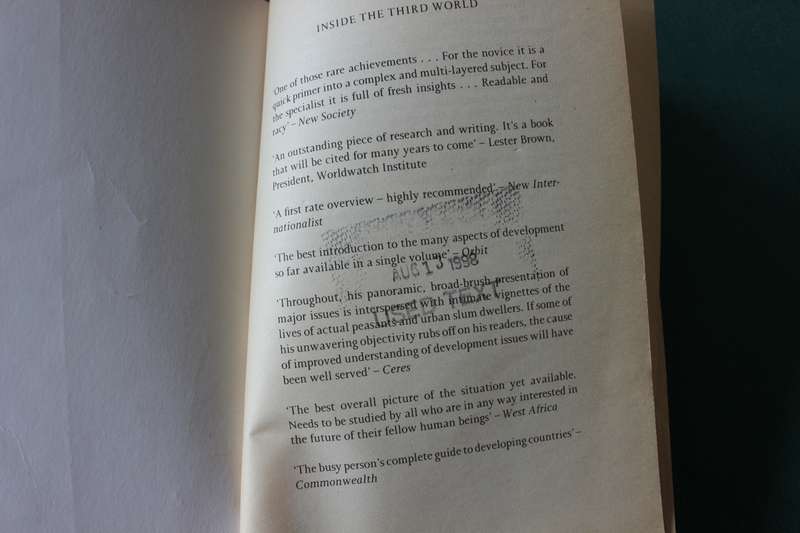 INSIDE THE THIRD WORLD
One of those rare achievements . . . For the novice it is a
quick primer into a complex and multi-layered subject. For
the specialist it is full of fresh insights . . . Readable and
racy' – New Society
'An outstanding piece of research and writing. It's a book
that will be cited for many years to come' – Lester Brown,
President, Worldwatch Institute
'A first rate overview – highly recommended' – New Inter-
nationalist
'The best introduction to the many aspects of development
so far available in a single volume' – Orbit
AUG 13 1998
USED TEXT
'Throughout, his panoramic, broad-brush presentation of
major issues is interspersed with intimate vignettes of the
lives of actual peasants and urban slum dwellers. If some of
his unwavering objectivity rubs off on his readers, the cause
of improved understanding of development issues will have
been well served' – Ceres
'The best overall picture of the situation yet available.
Needs to be studied by all who are in any way interested in
the future of their fellow human beings' – West Africa
'The busy person's complete guide to developing countries' –
Commonwealth